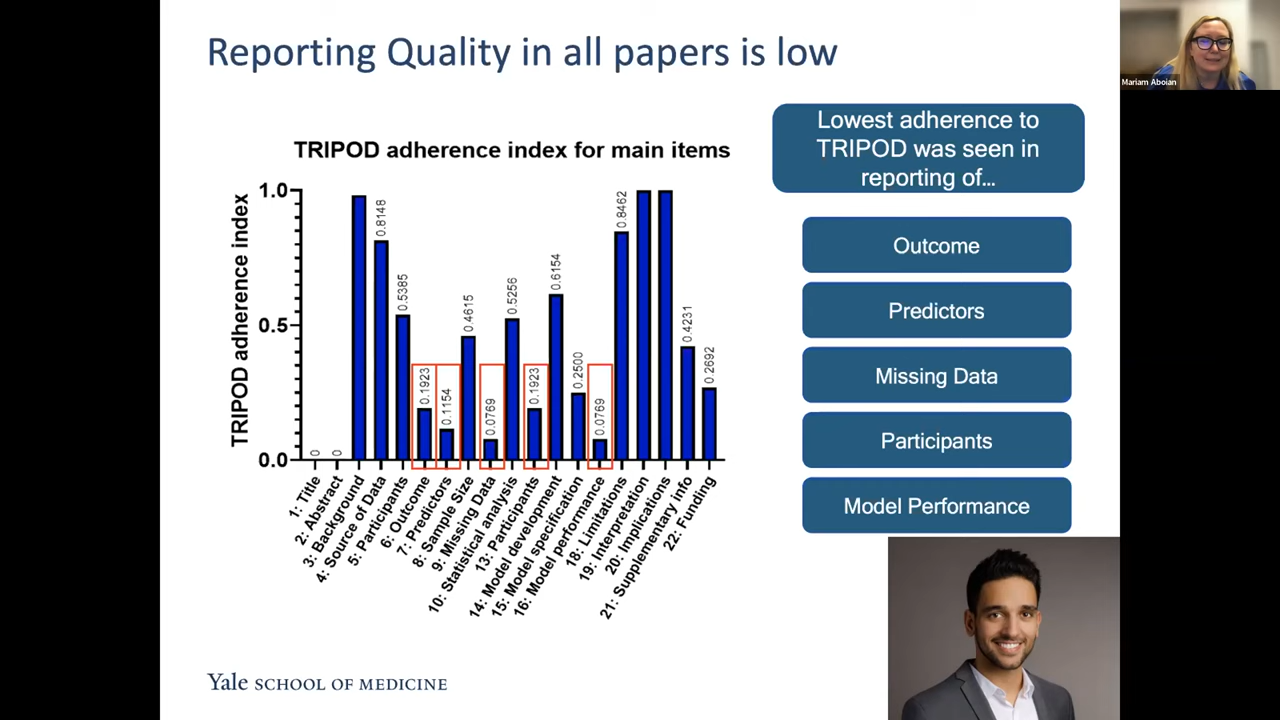 Reporting Quality in all papers is low
Mariam Aboian
TRIPOD adherence index for main items
TRIPOD adherence index
1.0
0.5
0.0
0
0
0.8148
0.5385
0.1923
0.1154
0.4615
0.0769
0.5256
0.1923
0.6154
0.2500
0.0769
0.8462
0.4231
0.2692
1: Title
2: Abstract
3: Background
4: Source of Data
5: Participants
6: Outcome
7: Predictors
8: Sample Size
9: Missing Data
10: Statistical analysis
13: Participants
14: Model development
15: Model specification
16: Model performance
18: Limitations
19: Interpretation
20: Implications
21: Supplementary info
22: Funding
Lowest adherence to
TRIPOD was seen in
reporting of...
Outcome
Predictors
Missing Data
Participants
Model Performance
Yale SCHOOL OF MEDICINE